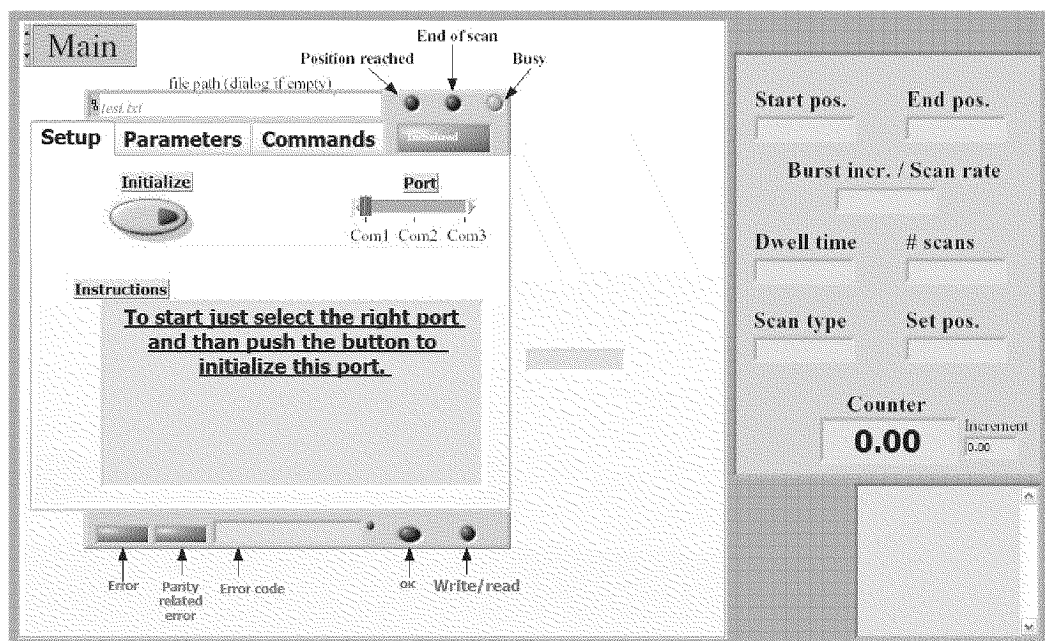 Main
End of scan
Position reached
Busy
file path (dialog if empty)
test.txt
Setup
Parameters
Commands
Initialize
Port
Com1 Com2 Com3
Instructions
To start just select the right port
and than push the button to
initialize this port.
Error
Parity
related
error
Error code
OK
Write/read
Start pos.
End pos.
Burst incr. / Scan rate
Dwell time
# scans
Scan type
Set pos.
Counter
0.00
Increment
0.00